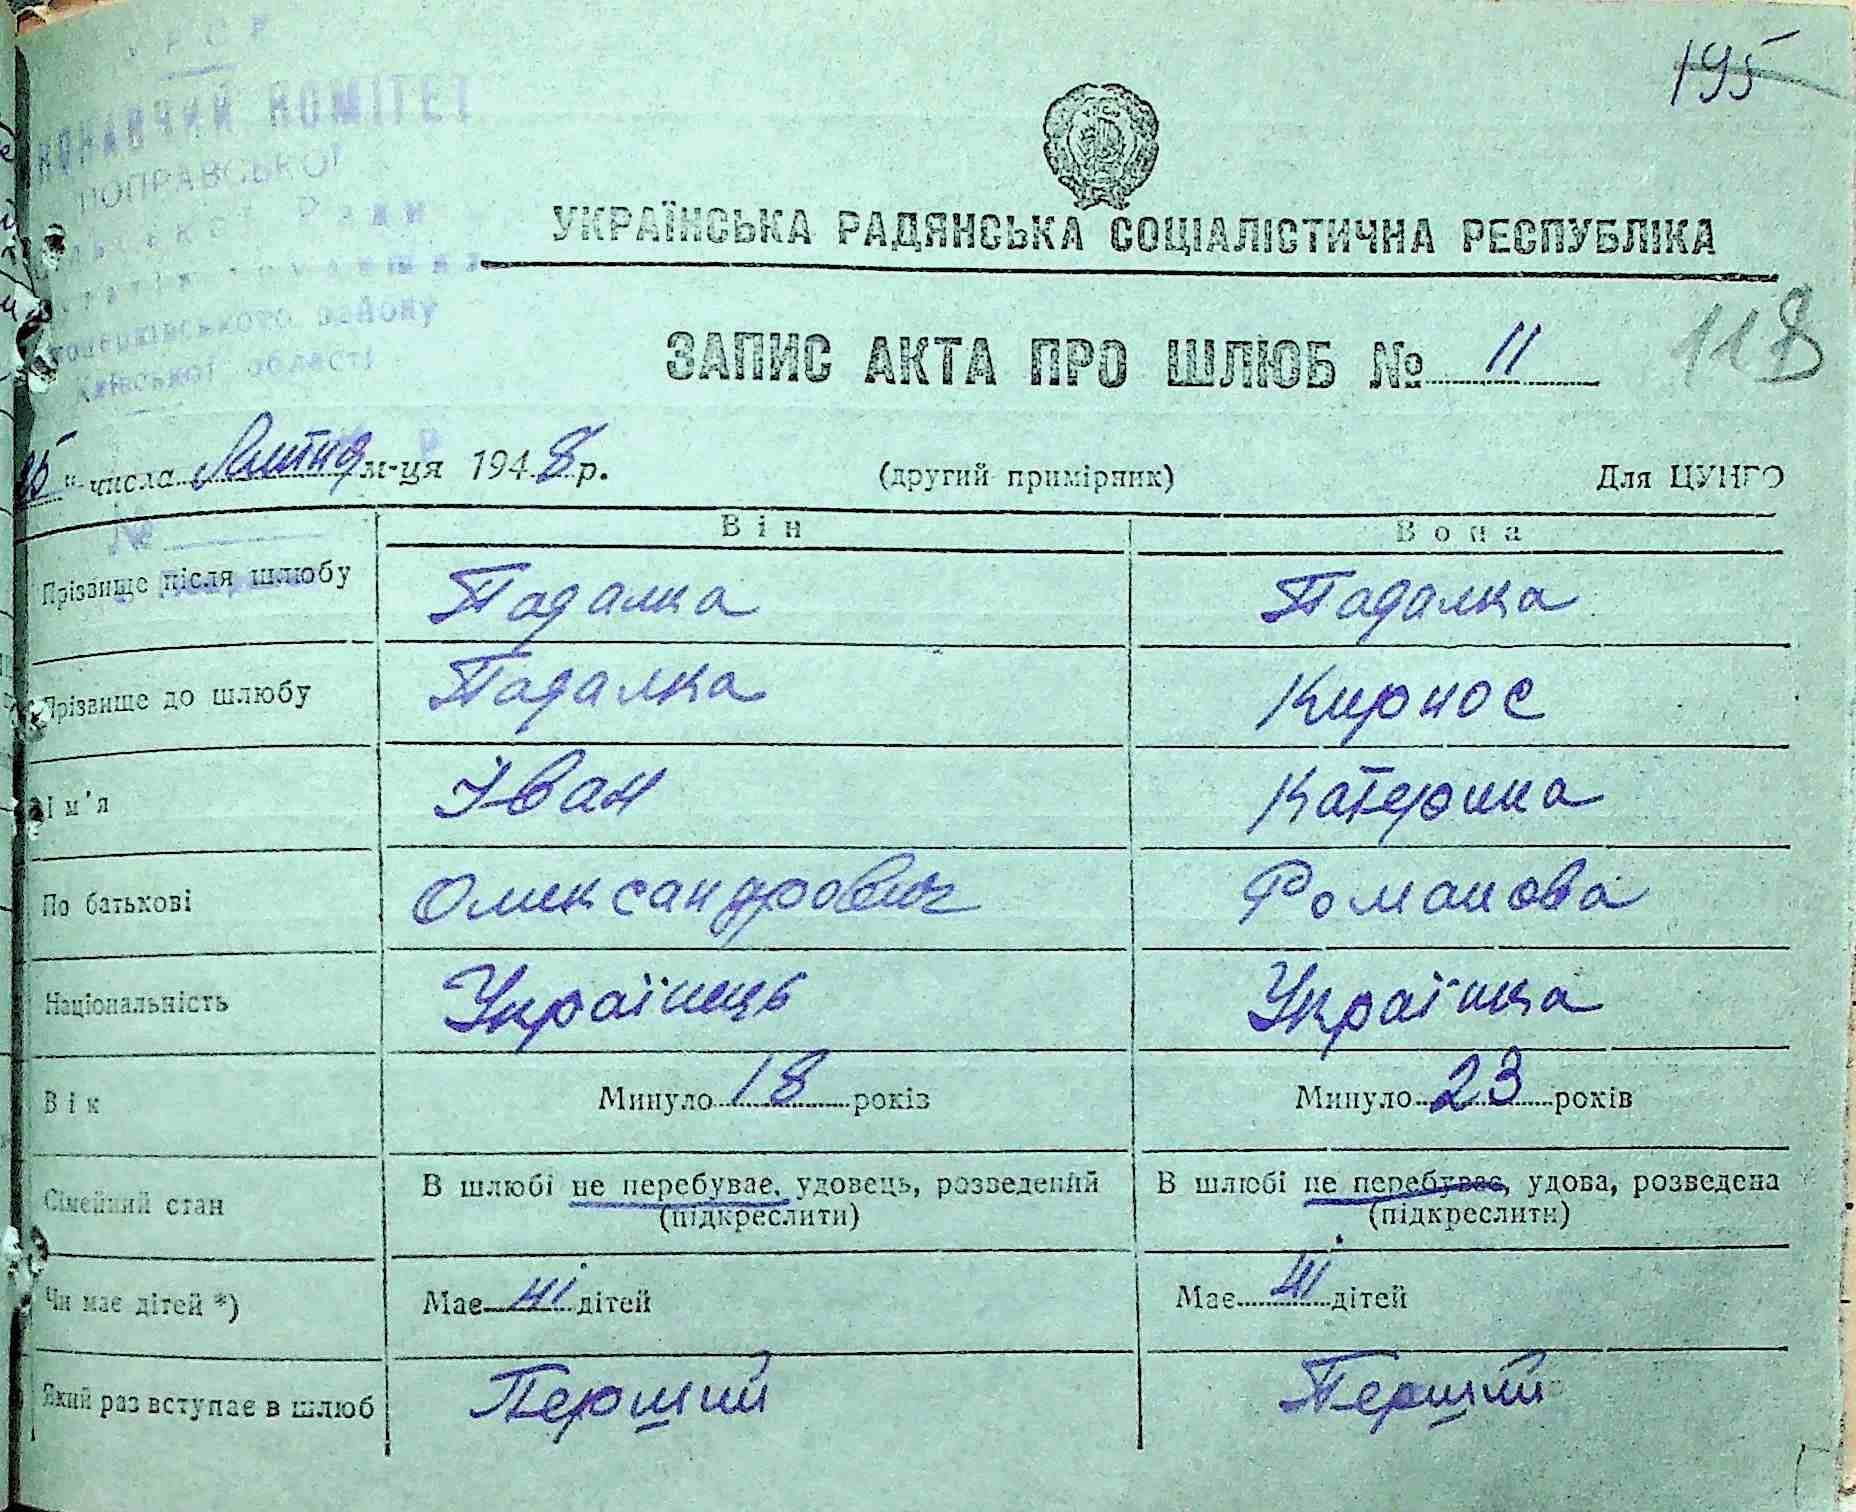 195
КОМІТЕТ
ПОПРАВСЬКОЇ
Ради
району
Київської області
УКРАЇНСЬКА РАДЯНСЬКА СОЦІАЛІСТИЧНА РЕСПУБЛІКА
ЗАПИС АКТА ПРО ШЛЮБ № 11
118
" числа Лютня м-ця 1948 р. (другий примірник) Для ЦУНГО
№
Він Вона
Прізвище після шлюбу Падалка Падалка
Прізвище до шлюбу Падалка Кирнос
Ім'я Іван Катерина
По батькові Олександрович Романова
Національність Українець Українка
Вік Минуло 18 років Минуло 23 років
Сімейний стан В шлюбі не перебуває, удовець, розведений В шлюбі не перебуває, удова, розведена
(підкреслити) (підкреслити)
Чи має дітей *) Має ні дітей Має ні дітей
Який раз вступає в шлюб Перший Перший